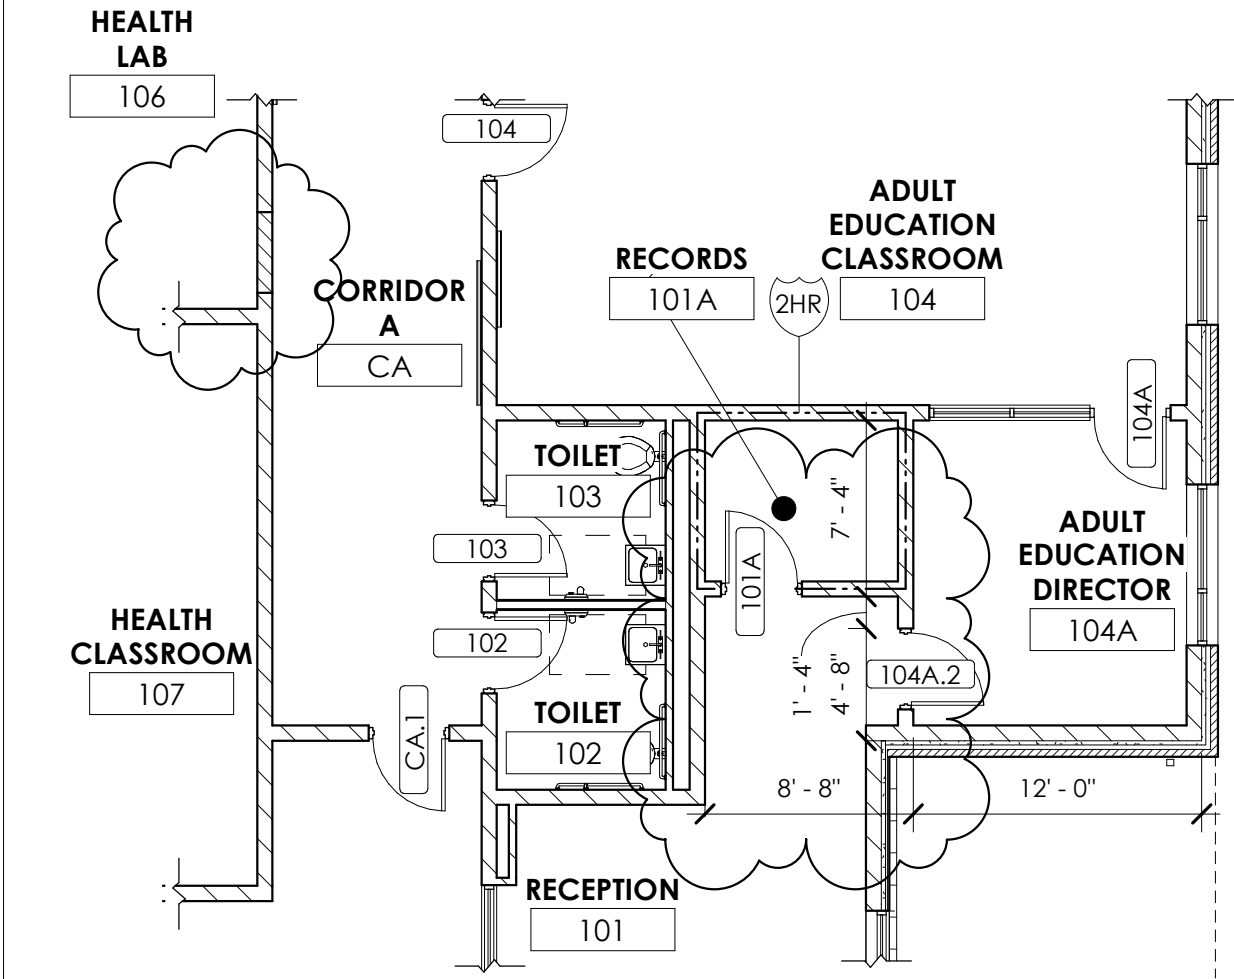 HEALTH
LAB
106
104
ADULT
EDUCATION
CLASSROOM
104
RECORDS
101A
2HR
CORRIDOR
A
CA
104A
TOILET
103
103
7' - 4"
101A
ADULT
EDUCATION
DIRECTOR
104A
HEALTH
CLASSROOM
107
102
104A.2
1' - 4"
4' - 8"
CA.1
TOILET
102
8' - 8"
12' - 0"
RECEPTION
101